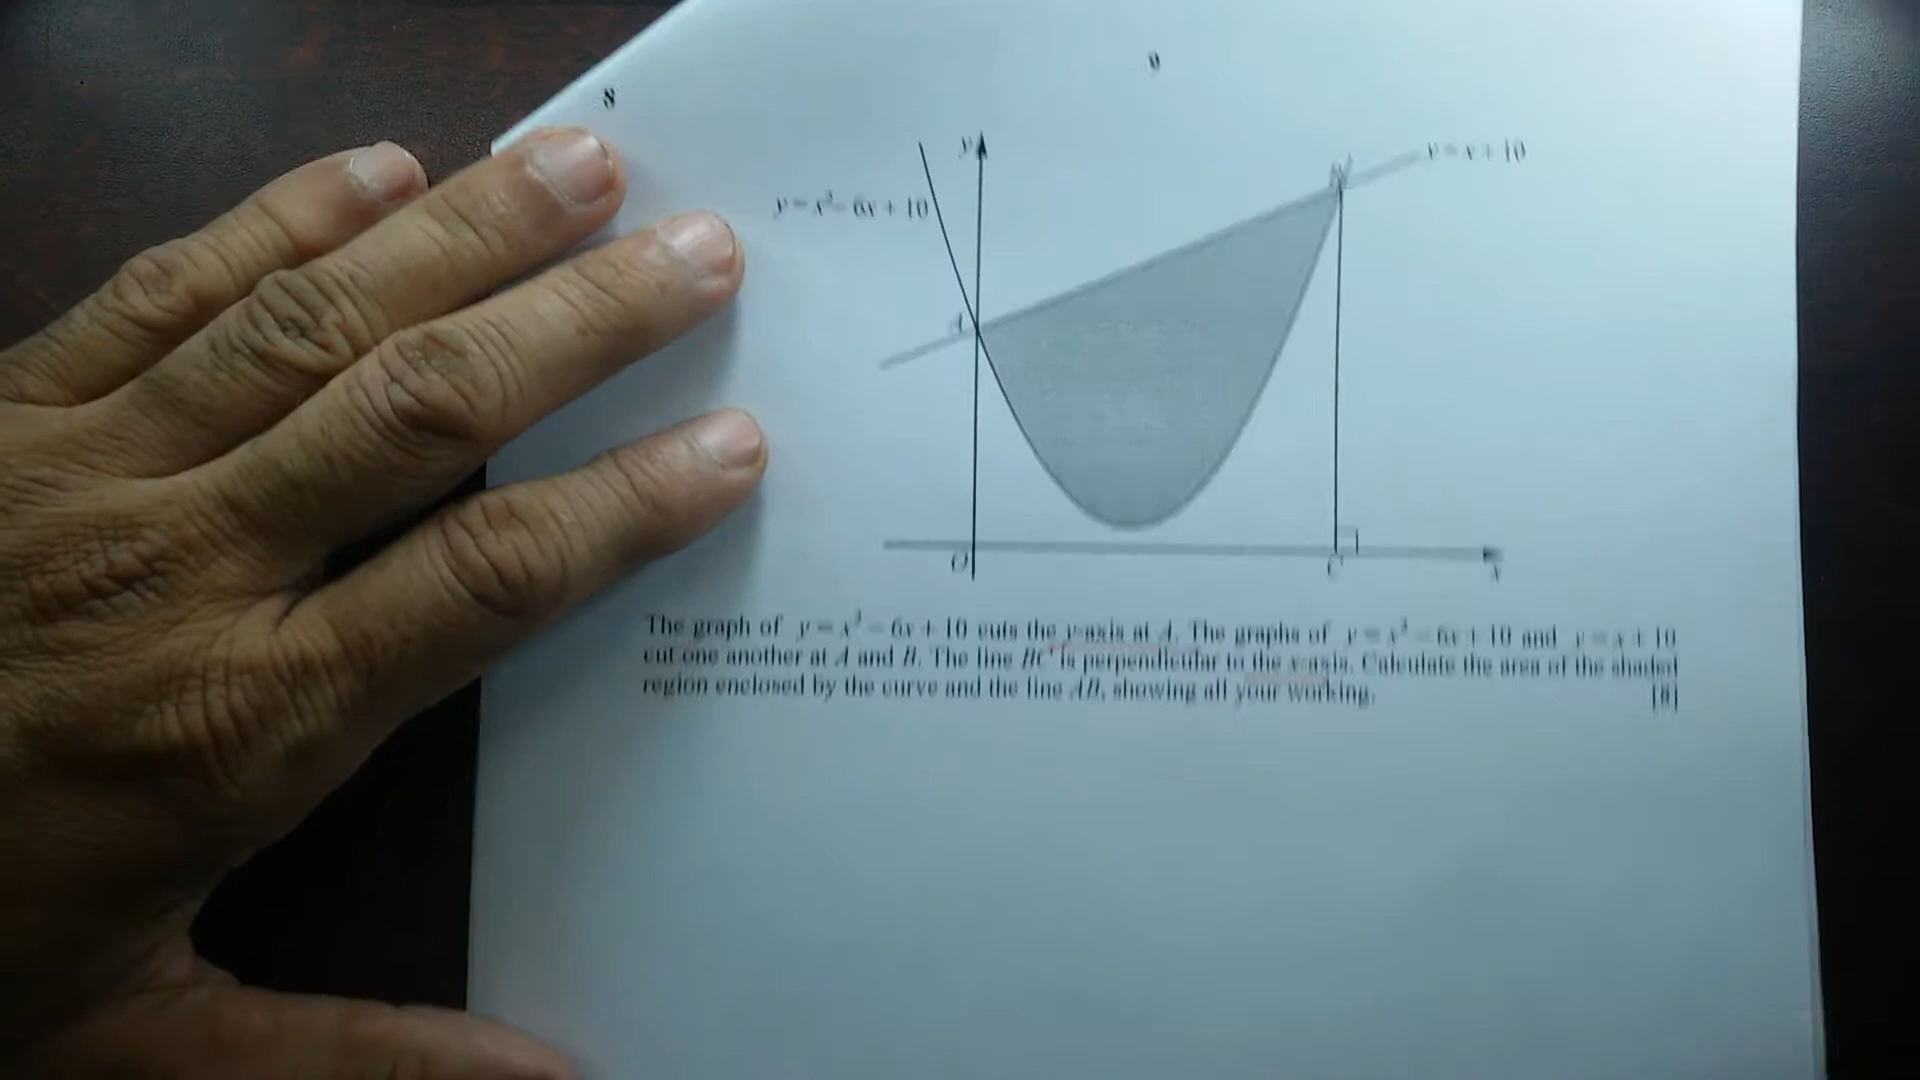 9
8
y
B
y = x + 10
y = x² – 6x + 10
A
O
C
x
The graph of y = x² – 6x + 10 cuts the y-axis at A. The graphs of y = x² – 6x + 10 and y = x + 10
cut one another at A and B. The line BC is perpendicular to the x-axis. Calculate the area of the shaded
region enclosed by the curve and the line AB, showing all your working.
[8]